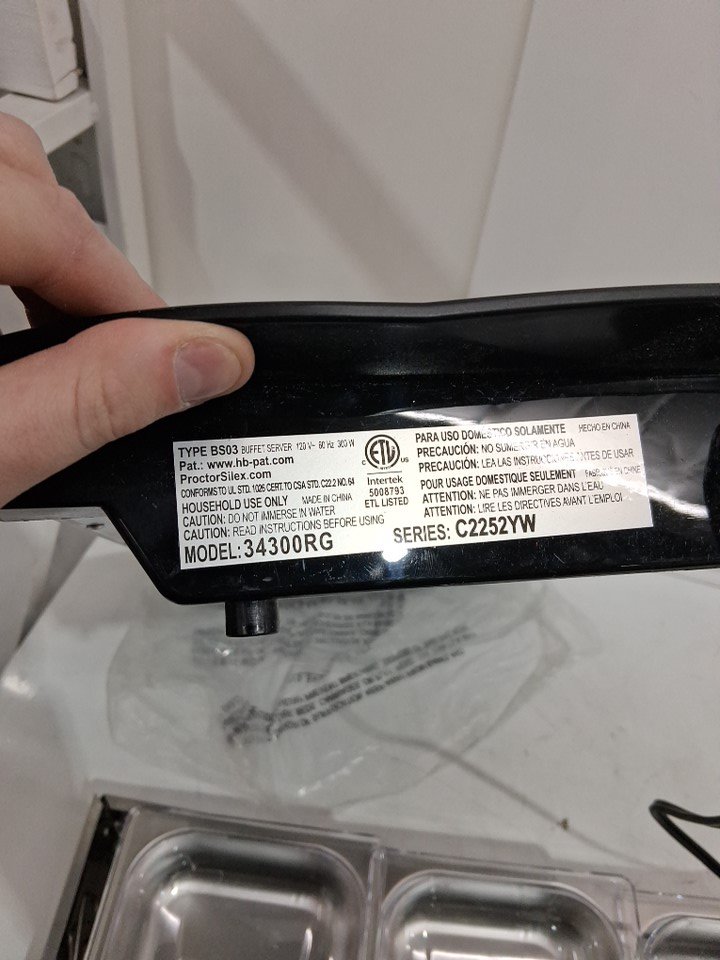 TYPE BS03 BUFFET SERVER 120 V~ 60 Hz 300 W
Pat.: www.hb-pat.com
ProctorSilex.com
CONFORMS TO UL STD. 1026 CERT. TO CSA STD. C22.2 NO. 64
HOUSEHOLD USE ONLY MADE IN CHINA
CAUTION: DO NOT IMMERSE IN WATER
CAUTION: READ INSTRUCTIONS BEFORE USING
MODEL: 34300RG
ETL
US
Intertek
5008793
ETL LISTED
PARA USO DOMÉSTICO SOLAMENTE HECHO EN CHINA
PRECAUCIÓN: NO EN AGUA
PRECAUCIÓN: LEA LAS ANTES DE USAR
POUR USAGE DOMESTIQUE SEULEMENT
ATTENTION: NE PAS IMMERGER DANS L'EAU
ATTENTION: LIRE LES DIRECTIVES AVANT L'EMPLOI
SERIES: C2252YW